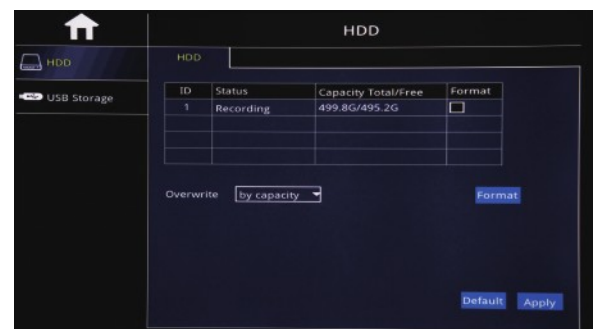 HDD
HDD
HDD
USB Storage
ID Status Capacity Total/Free Format
1 Recording 499.8G/495.2G
Overwrite by capacity Format
Default Apply